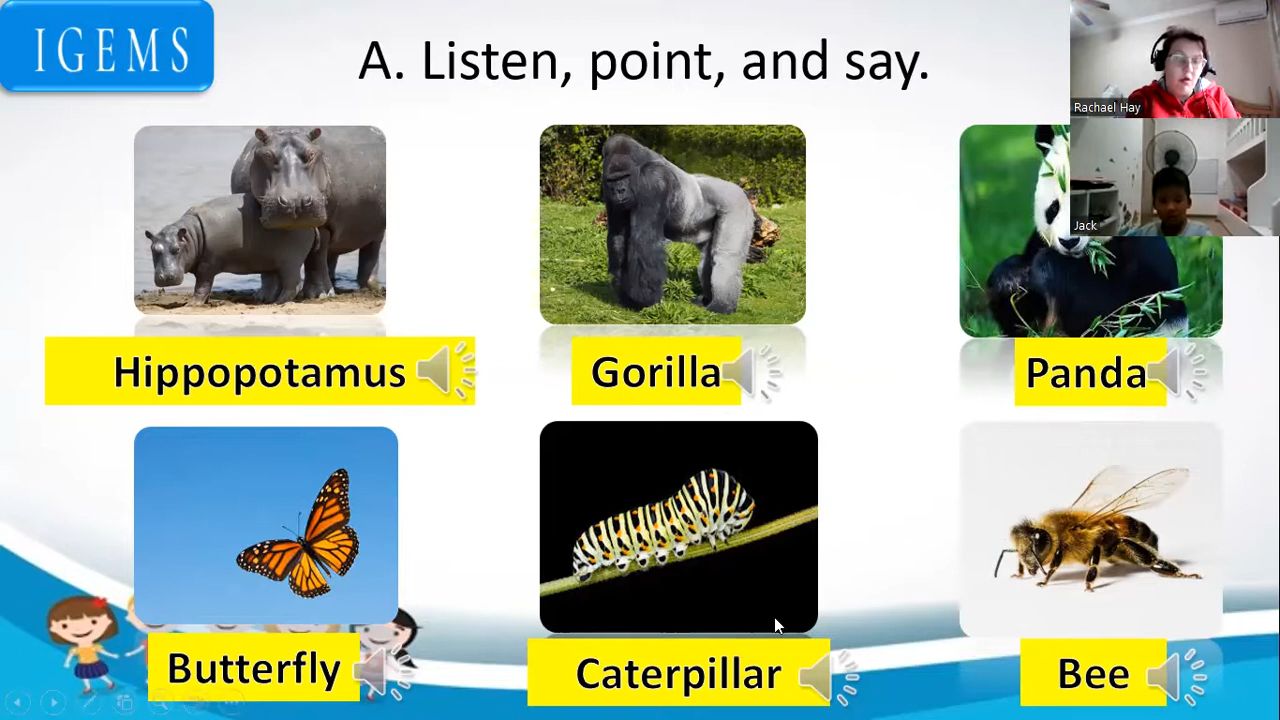 IGEMS
A. Listen, point, and say.
Rachael Hay
Jack
Hippopotamus
Gorilla
Panda
Butterfly
Caterpillar
Bee